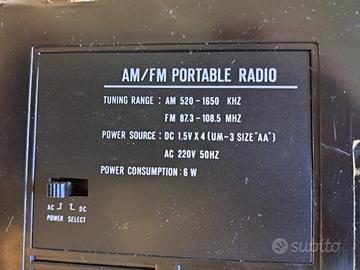 AM/FM PORTABLE RADIO
TUNING RANGE : AM 520-1650 KHZ
FM 87.3-108.5 MHZ
POWER SOURCE : DC 1.5V X 4 (UM-3 SIZE "AA")
AC 220V 50HZ
POWER CONSUMPTION : 6 W
AC DC
POWER SELECT
subito